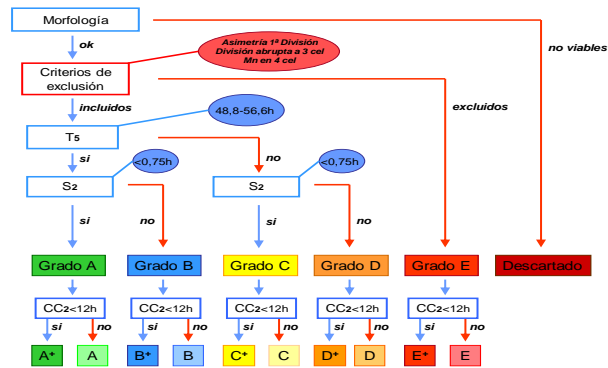 Morfología
ok
Asimetría 1ª División
División abrupta a 3 cel
Mn en 4 cel
no viables
Criterios de
exclusión
incluidos
excluidos
48,8-56,6h
T5
si
no
<0,75h
<0,75h
S2
S2
si
no
si
no
Grado A
Grado B
Grado C
Grado D
Grado E
Descartado
CC2<12h
CC2<12h
CC2<12h
CC2<12h
CC2<12h
si
no
si
no
si
no
si
no
si
no
A*
A
B*
B
C*
C
D*
D
E*
E